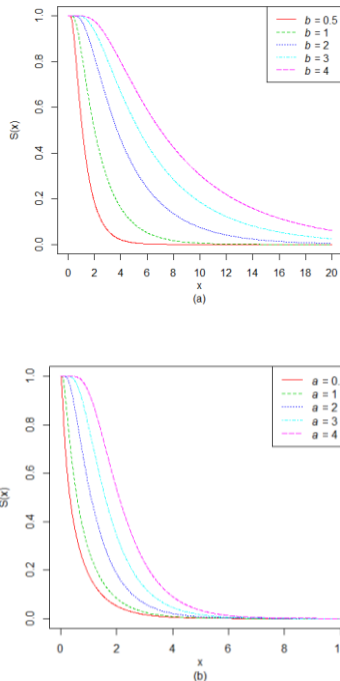 b = 0.5
b = 1
b = 2
b = 3
b = 4
S(x)
1.0
0.8
0.6
0.4
0.2
0.0
0 2 4 6 8 10 12 14 16 18 20
x
(a)
a = 0.
a = 1
a = 2
a = 3
a = 4
S(x)
1.0
0.8
0.6
0.4
0.2
0.0
0 2 4 6 8
x
(b)